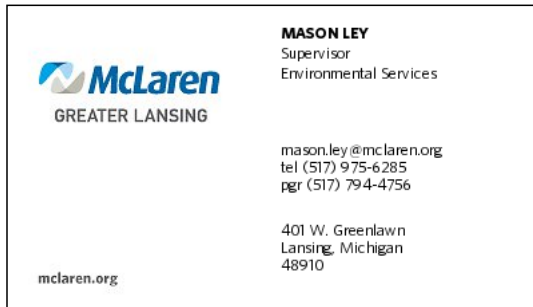 McLaren
GREATER LANSING
mclaren.org
MASON LEY
Supervisor
Environmental Services
mason.ley@mclaren.org
tel (517) 975-6285
pgr (517) 794-4756
401 W. Greenlawn
Lansing, Michigan
48910